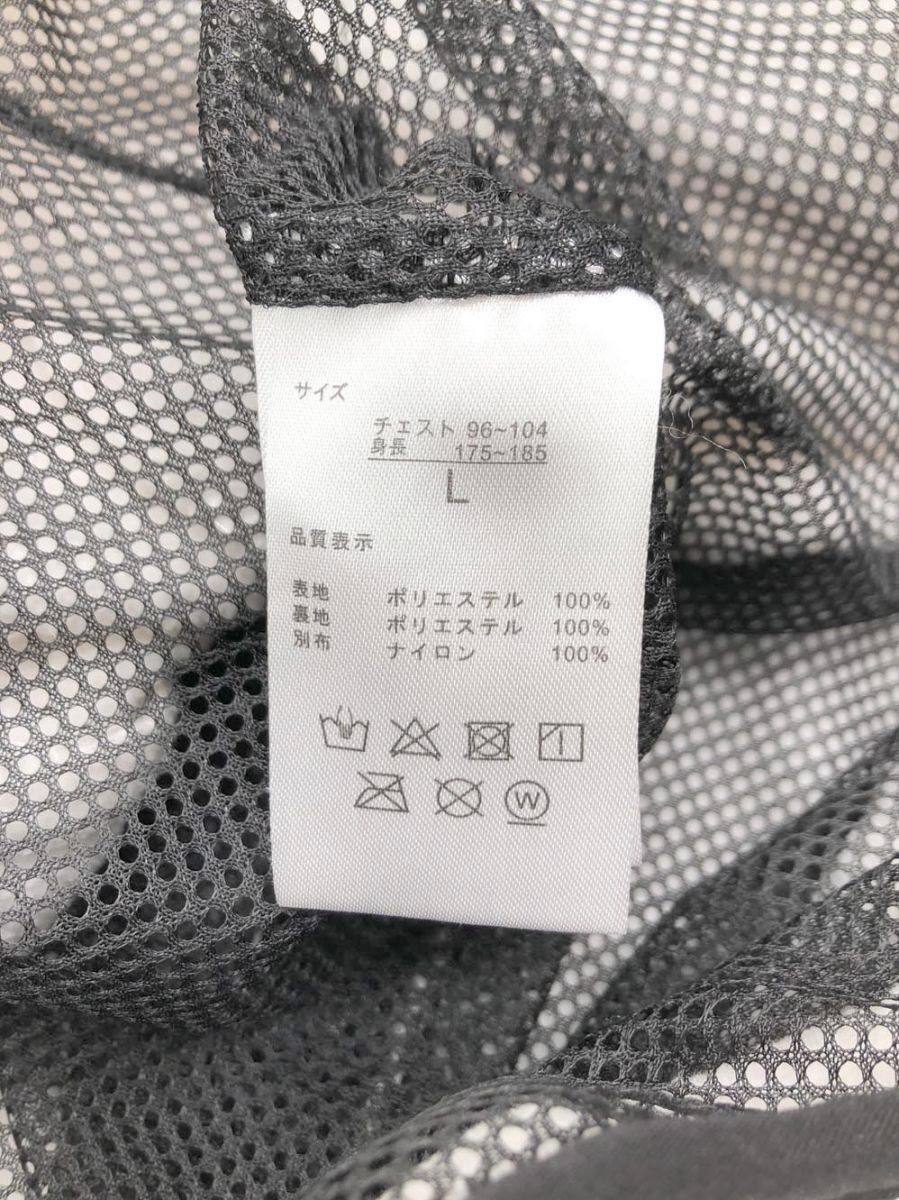 サイズ
チェスト 96~104
身長 175~185
L
品質表示
表地 ポリエステル 100%
裏地 ポリエステル 100%
別布 ナイロン 100%
W